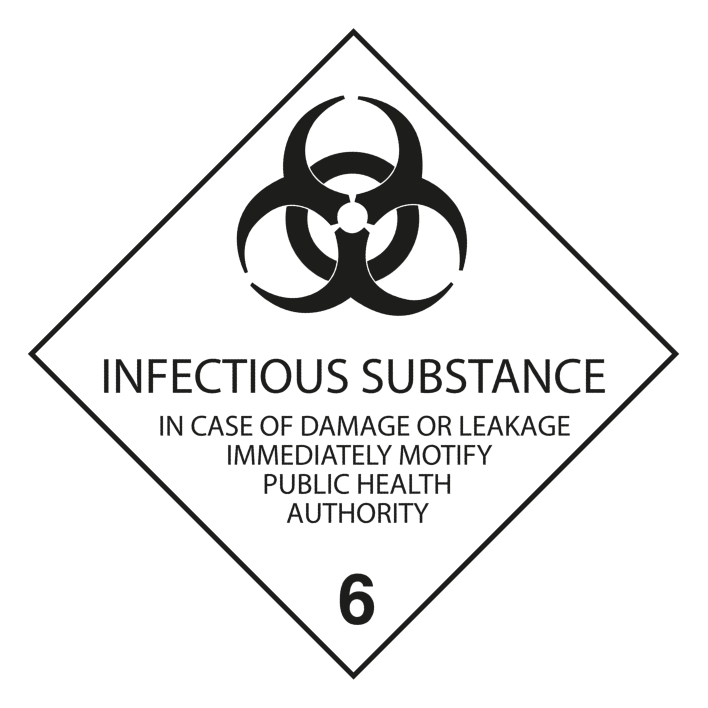 INFECTIOUS SUBSTANCE
IN CASE OF DAMAGE OR LEAKAGE
IMMEDIATELY MOTIFY
PUBLIC HEALTH
AUTHORITY
6